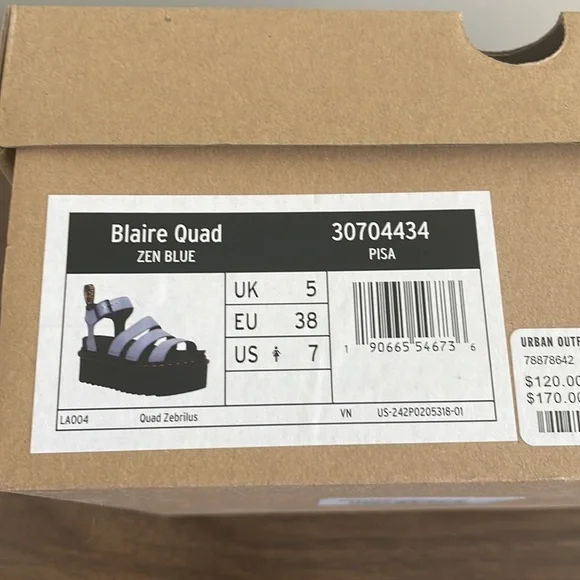 Blaire Quad 30704434
ZEN BLUE PISA
UK 5
EU 38
US 7
1 90665 54673 6
LA004 Quad Zebrilus VN US-242P0205318-01
URBAN
78878642
$120.00
$170.00